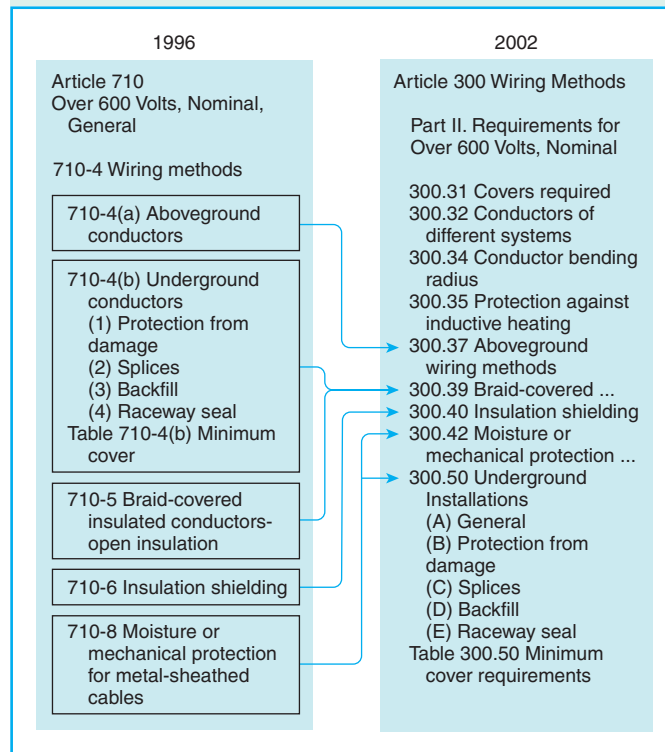 1996
Article 710
Over 600 Volts, Nominal,
General
710-4 Wiring methods
710-4(a) Aboveground
conductors
710-4(b) Underground
conductors
(1) Protection from
damage
(2) Splices
(3) Backfill
(4) Raceway seal
Table 710-4(b) Minimum
cover
710-5 Braid-covered
insulated conductors-
open insulation
710-6 Insulation shielding
710-8 Moisture or
mechanical protection
for metal-sheathed
cables
2002
Article 300 Wiring Methods
Part II. Requirements for
Over 600 Volts, Nominal
300.31 Covers required
300.32 Conductors of
different systems
300.34 Conductor bending
radius
300.35 Protection against
inductive heating
300.37 Aboveground
wiring methods
300.39 Braid-covered ...
300.40 Insulation shielding
300.42 Moisture or
mechanical protection ...
300.50 Underground
Installations
(A) General
(B) Protection from
damage
(C) Splices
(D) Backfill
(E) Raceway seal
Table 300.50 Minimum
cover requirements